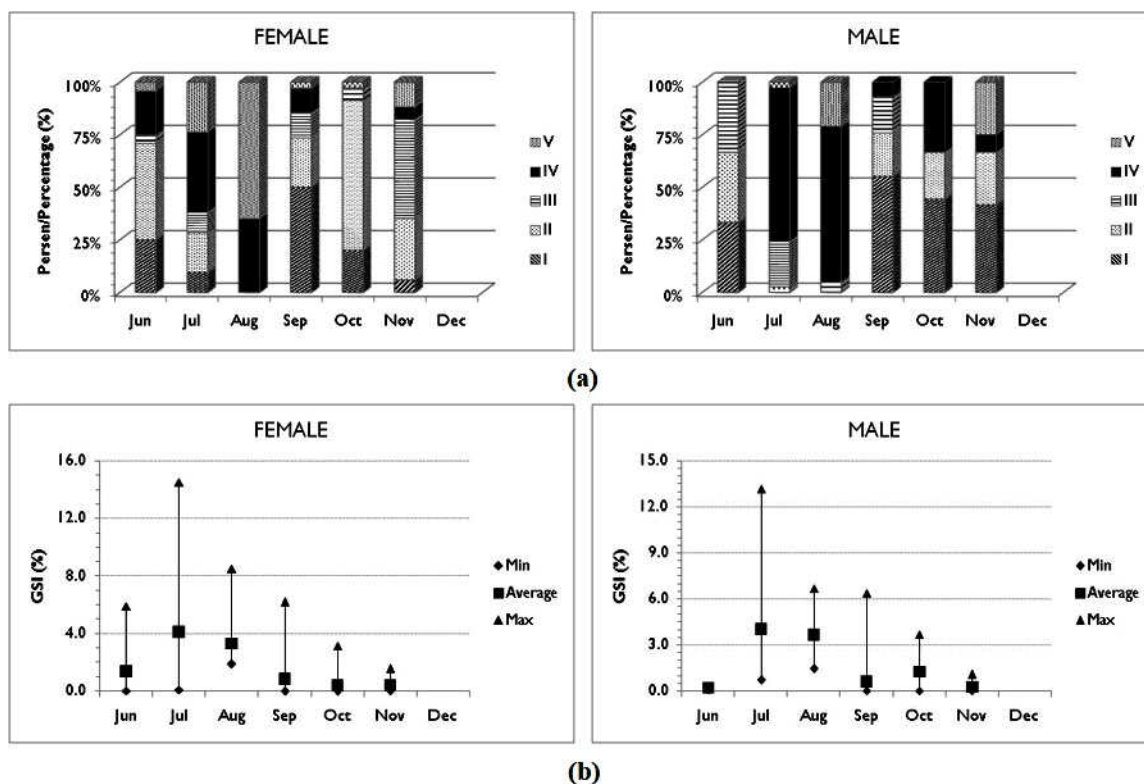 FEMALE
Persen/Percentage (%)
100%
75%
50%
25%
0%
Jun Jul Aug Sep Oct Nov Dec
V
IV
III
II
I
MALE
Persen/Percentage (%)
100%
75%
50%
25%
0%
Jun Jul Aug Sep Oct Nov Dec
V
IV
III
II
I
(a)
FEMALE
GSI (%)
16.0
12.0
8.0
4.0
0.0
Jun Jul Aug Sep Oct Nov Dec
Min
Average
Max
MALE
GSI (%)
15.0
12.0
9.0
6.0
3.0
0.0
Jun Jul Aug Sep Oct Nov Dec
Min
Average
Max
(b)